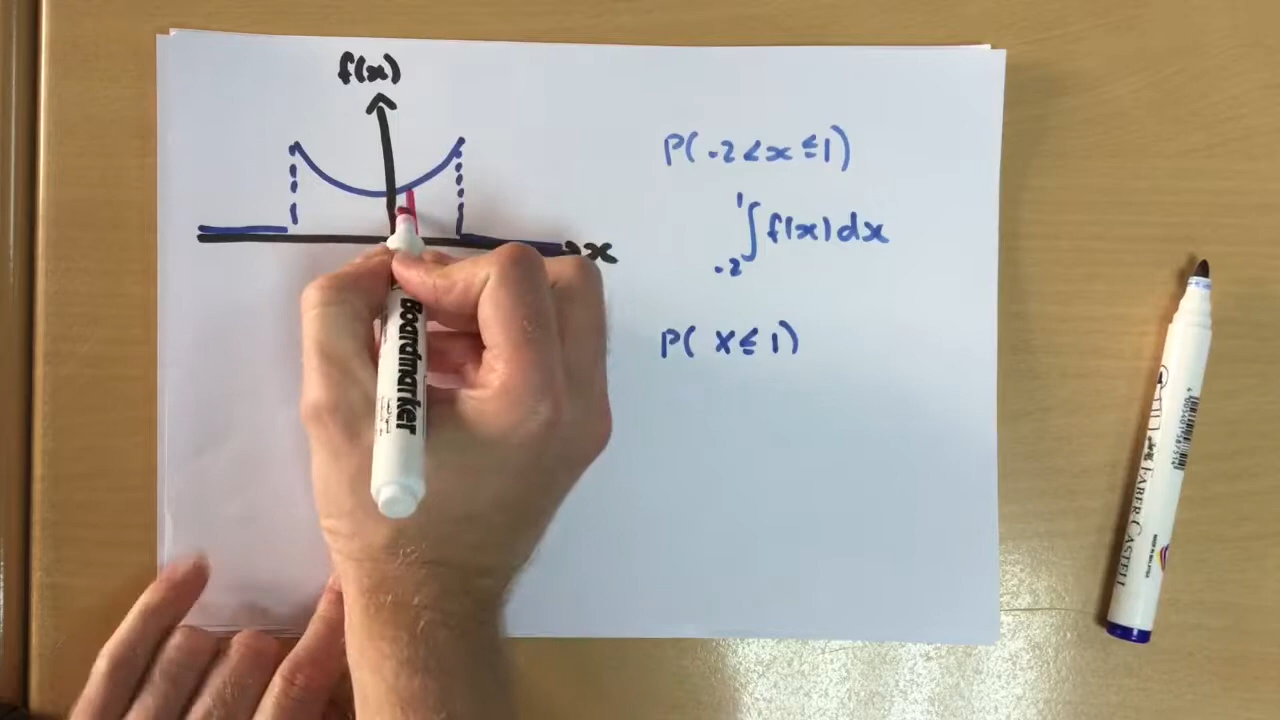 f(x)
x
P( -2 < x ≤ 1)
1
∫ f(x) dx
-2
P( X ≤ 1)
Boardmarker
FABER-CASTELL